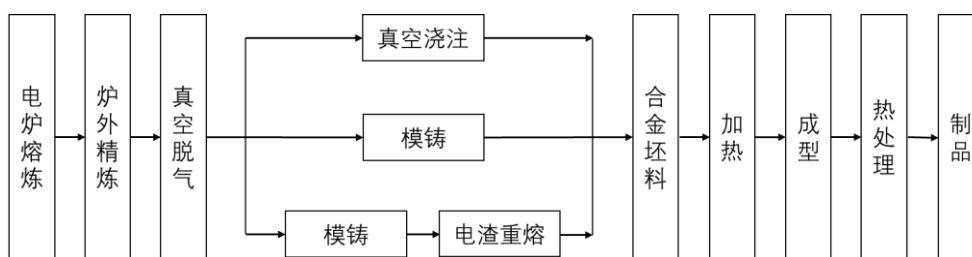 电炉熔炼
炉外精炼
真空脱气
真空浇注
模铸
模铸
电渣重熔
合金坯料
加热
成型
热处理
制品